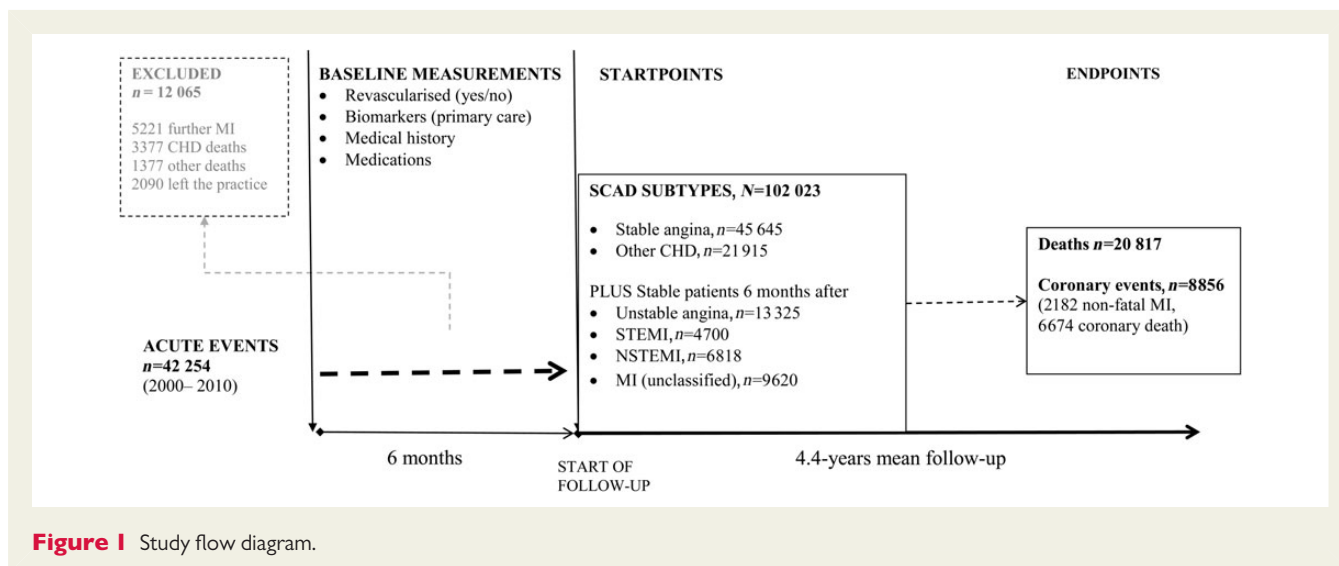 EXCLUDED
n = 12 065
5221 further MI
3377 CHD deaths
1377 other deaths
2090 left the practice
ACUTE EVENTS
n=42 254
(2000– 2010)
BASELINE MEASUREMENTS
• Revascularised (yes/no)
• Biomarkers (primary care)
• Medical history
• Medications
6 months
STARTPOINTS
SCAD SUBTYPES, N=102 023
• Stable angina, n=45 645
• Other CHD, n=21 915
PLUS Stable patients 6 months after
• Unstable angina, n=13 325
• STEMI, n=4700
• NSTEMI, n=6818
• MI (unclassified), n=9620
START OF
FOLLOW-UP
4.4-years mean follow-up
ENDPOINTS
Deaths n=20 817
Coronary events, n=8856
(2182 non-fatal MI,
6674 coronary death)
Figure 1 Study flow diagram.